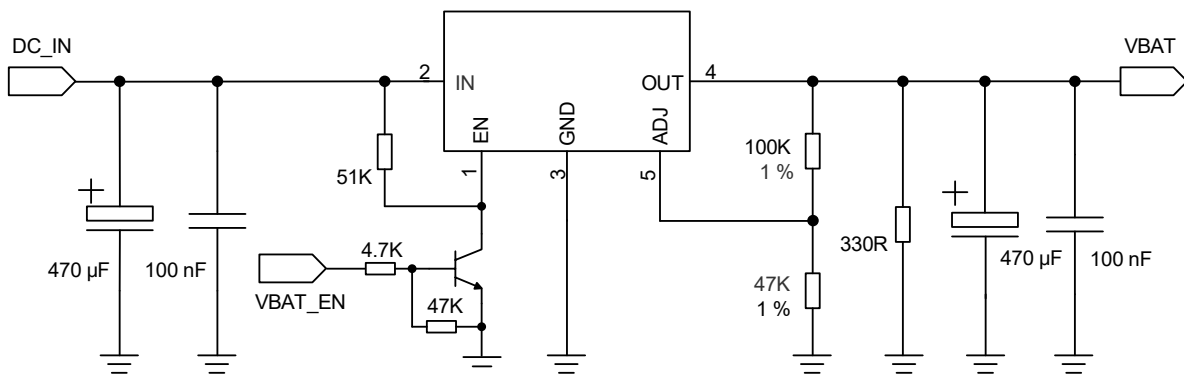 DC_IN
VBAT
2
IN
OUT
4
EN
GND
ADJ
1
3
5
51K
100K
1 %
4.7K
VBAT_EN
47K
470 µF
100 nF
47K
1 %
330R
470 µF
100 nF